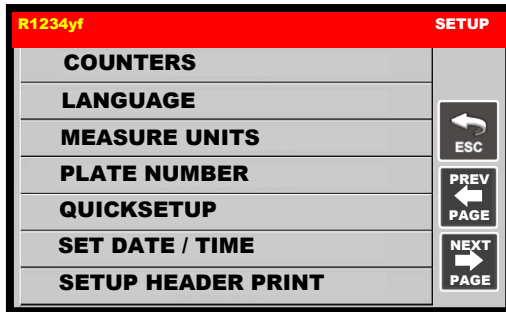 R1234yf SETUP
COUNTERS
LANGUAGE
MEASURE UNITS
PLATE NUMBER
QUICKSETUP
SET DATE / TIME
SETUP HEADER PRINT
ESC
PREV
PAGE
NEXT
PAGE